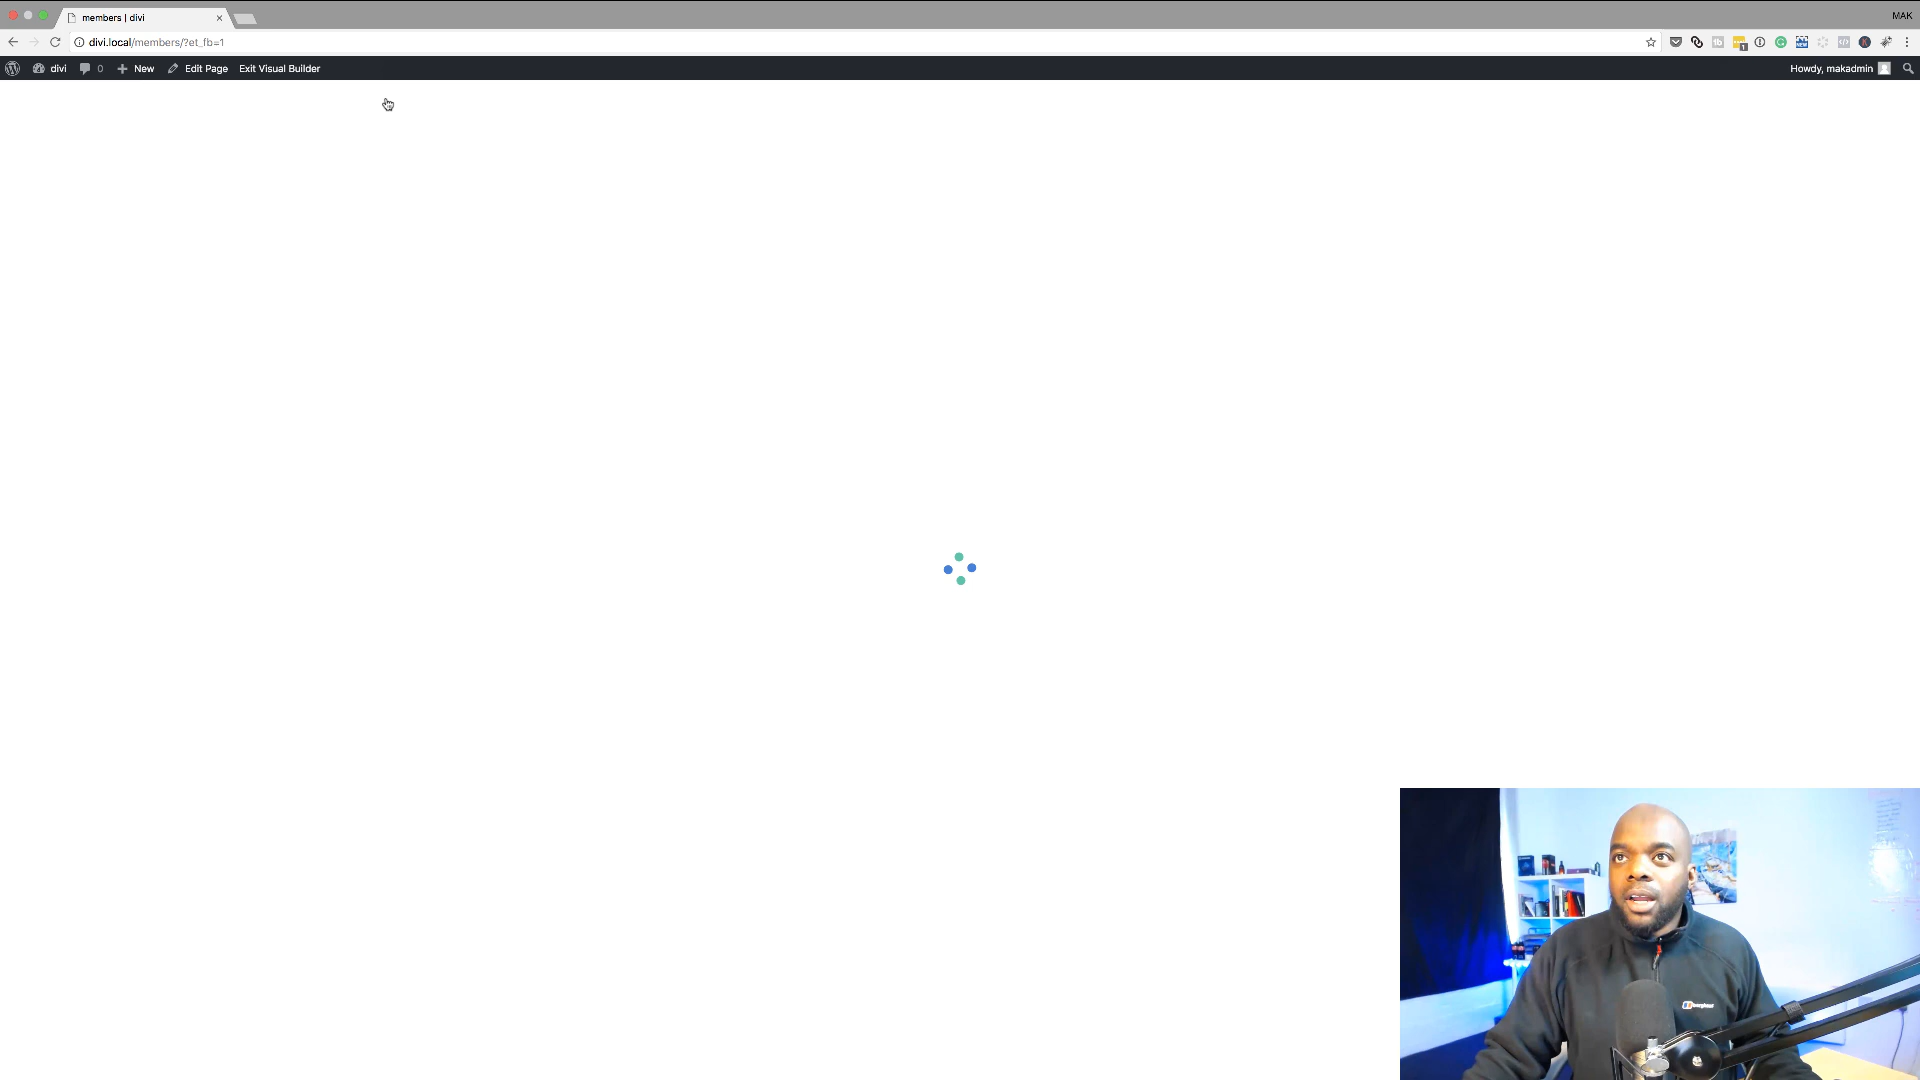 members | divi
MAK
divi.local/members/?et_fb=1
divi 0 New Edit Page Exit Visual Builder
Howdy, makadmin